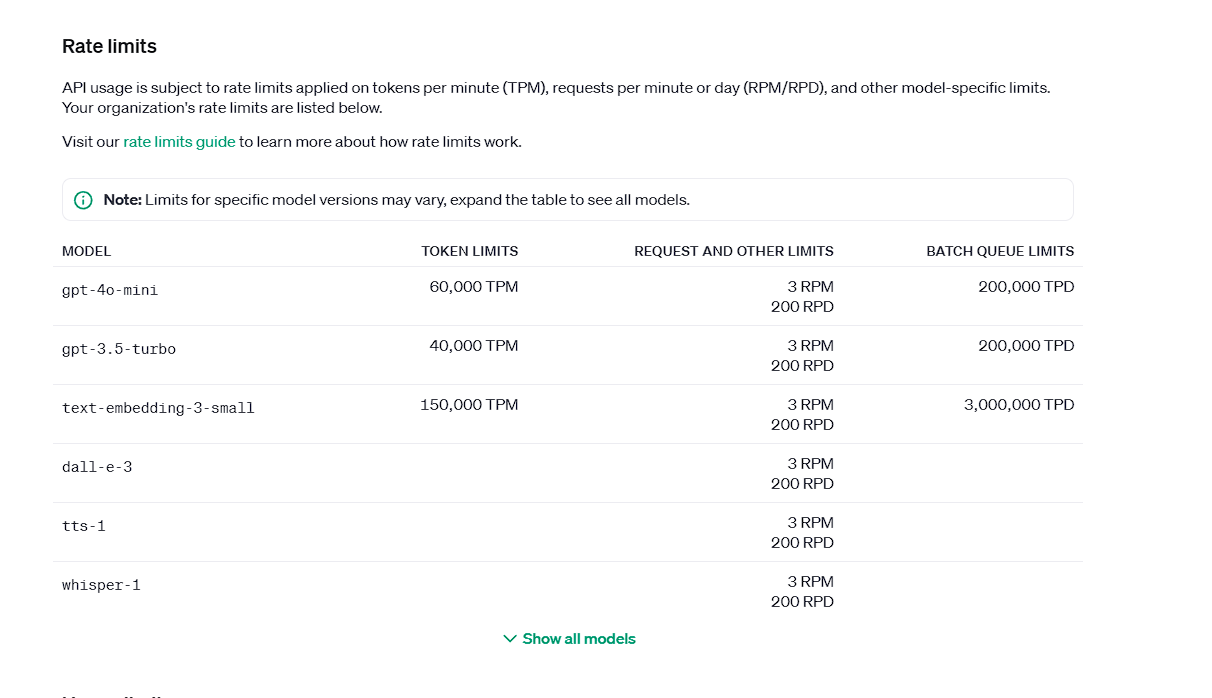 Rate limits
API usage is subject to rate limits applied on tokens per minute (TPM), requests per minute or day (RPM/RPD), and other model-specific limits.
Your organization's rate limits are listed below.
Visit our rate limits guide to learn more about how rate limits work.
Note: Limits for specific model versions may vary, expand the table to see all models.
MODEL TOKEN LIMITS REQUEST AND OTHER LIMITS BATCH QUEUE LIMITS
gpt-4o-mini 60,000 TPM 3 RPM 200,000 TPD
200 RPD
gpt-3.5-turbo 40,000 TPM 3 RPM 200,000 TPD
200 RPD
text-embedding-3-small 150,000 TPM 3 RPM 3,000,000 TPD
200 RPD
dall-e-3 3 RPM
200 RPD
tts-1 3 RPM
200 RPD
whisper-1 3 RPM
200 RPD
Show all models